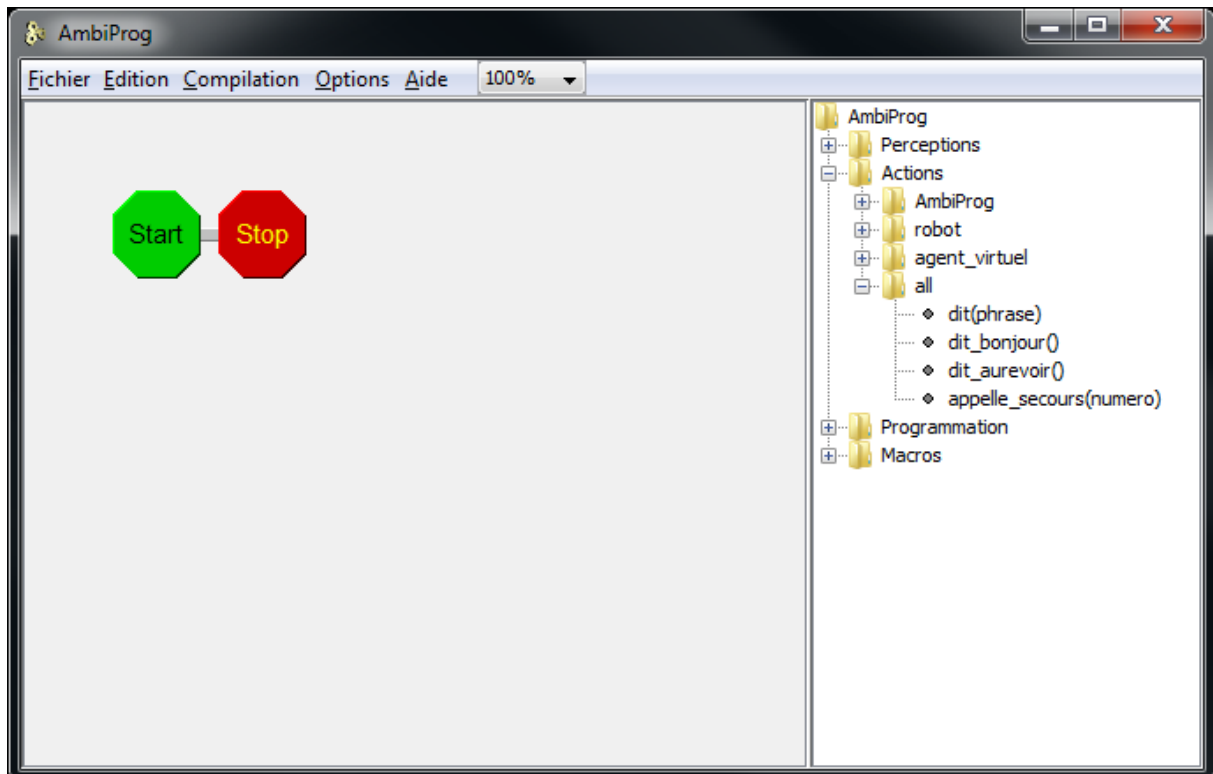 AmbiProg
Fichier Edition Compilation Options Aide 100%
Start Stop
AmbiProg
Perceptions
Actions
AmbiProg
robot
agent_virtuel
all
dit(phrase)
dit_bonjour()
dit_aurevoir()
appelle_secours(numero)
Programmation
Macros